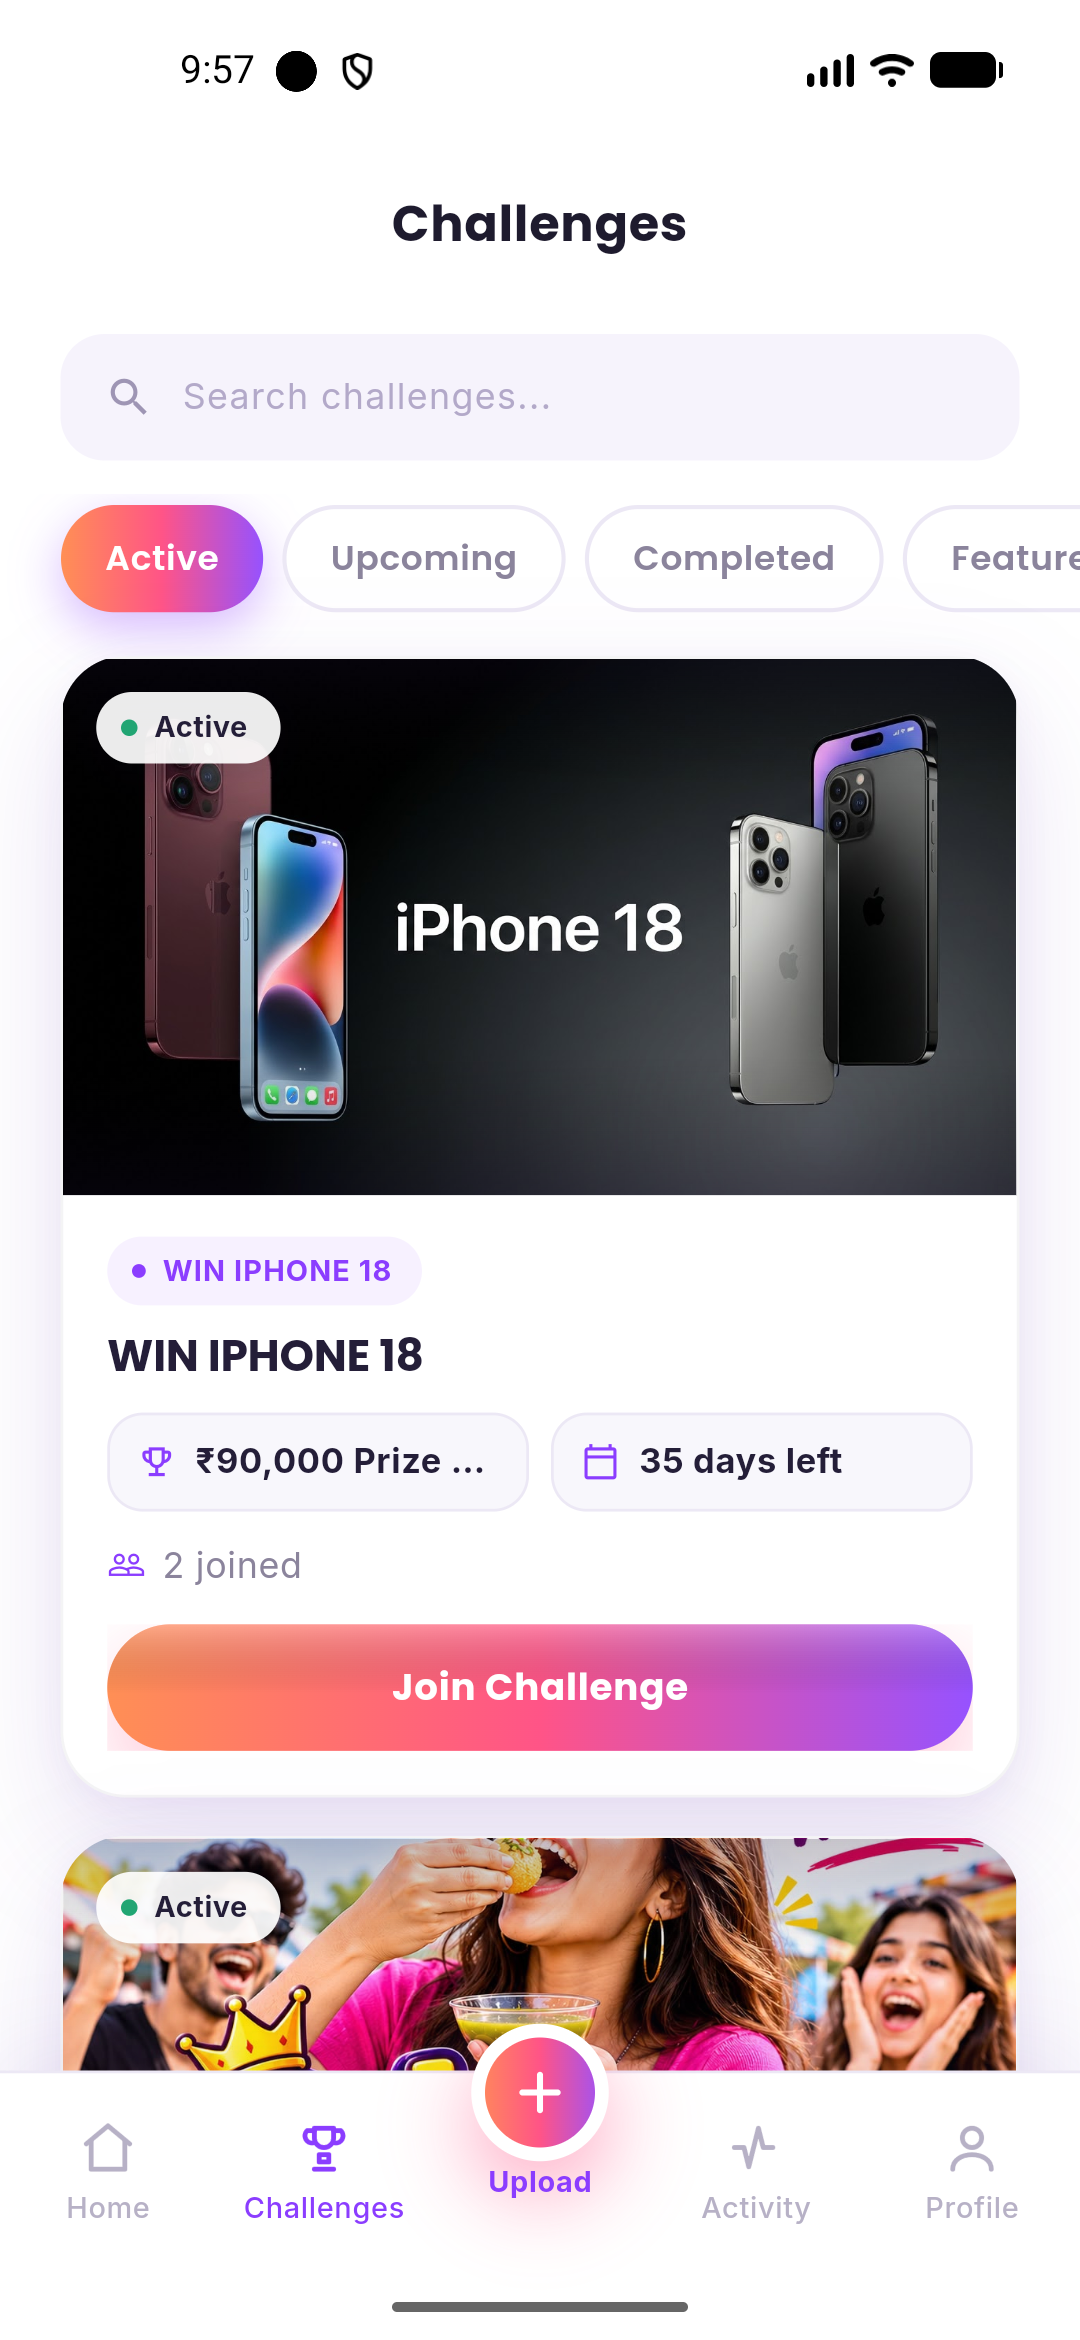 9:57
Challenges
Search challenges...
Active
Upcoming
Completed
Feature
Active
iPhone 18
WIN IPHONE 18
WIN IPHONE 18
₹90,000 Prize ...
35 days left
2 joined
Join Challenge
Active
Upload
Home
Challenges
Activity
Profile